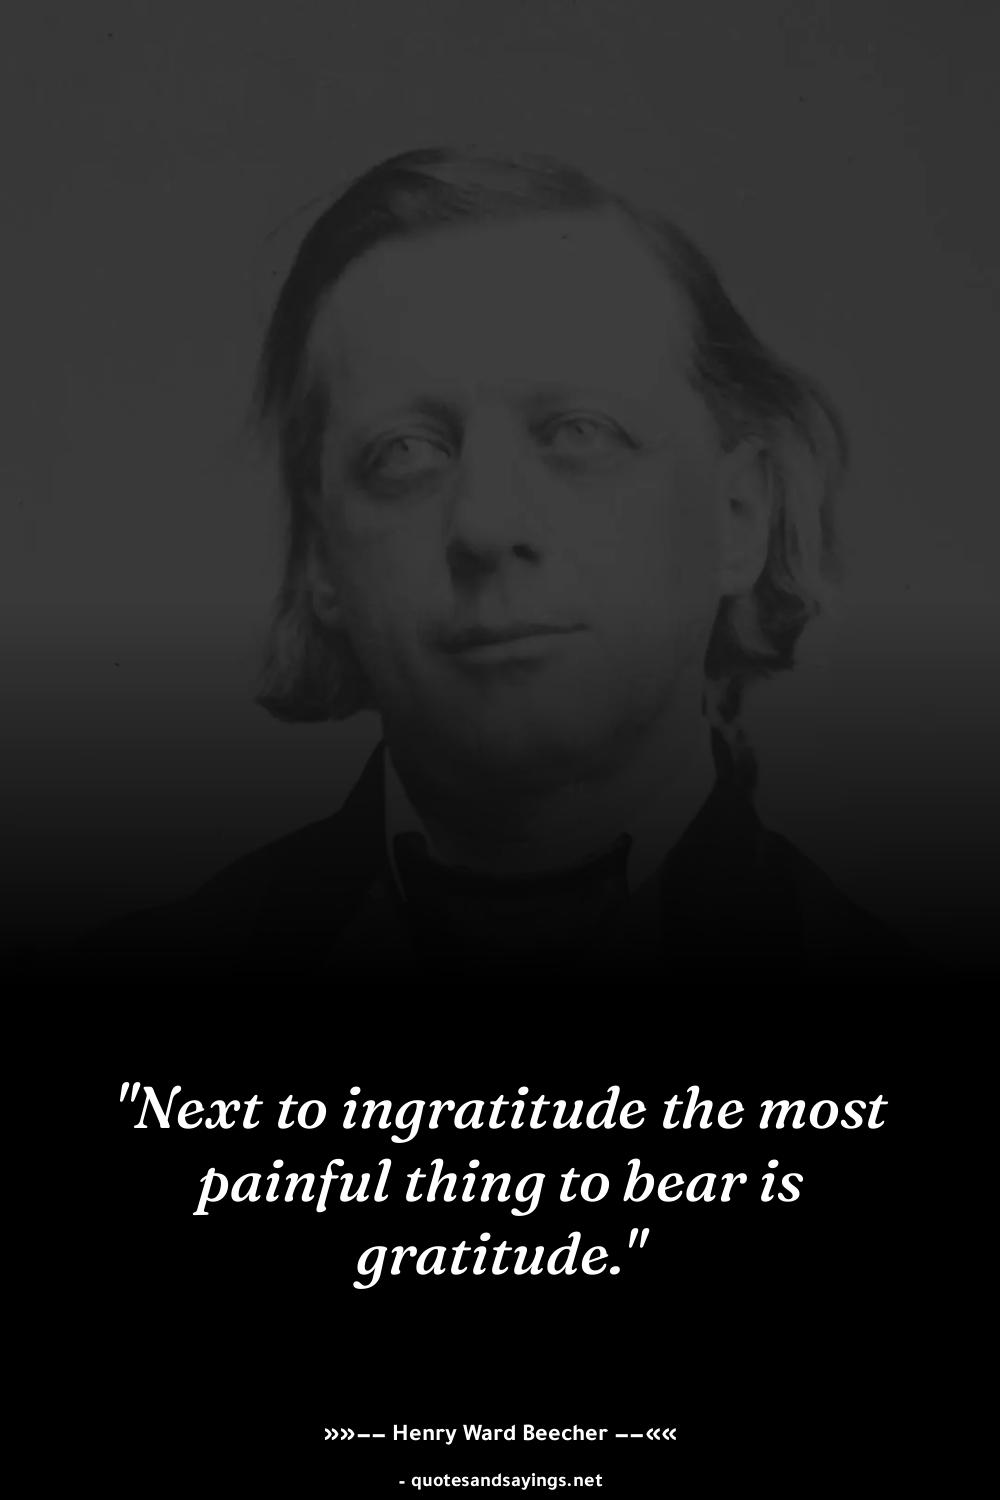 "Next to ingratitude the most
painful thing to bear is
gratitude."
»»-- Henry Ward Beecher --««
- quotesandsayings.net